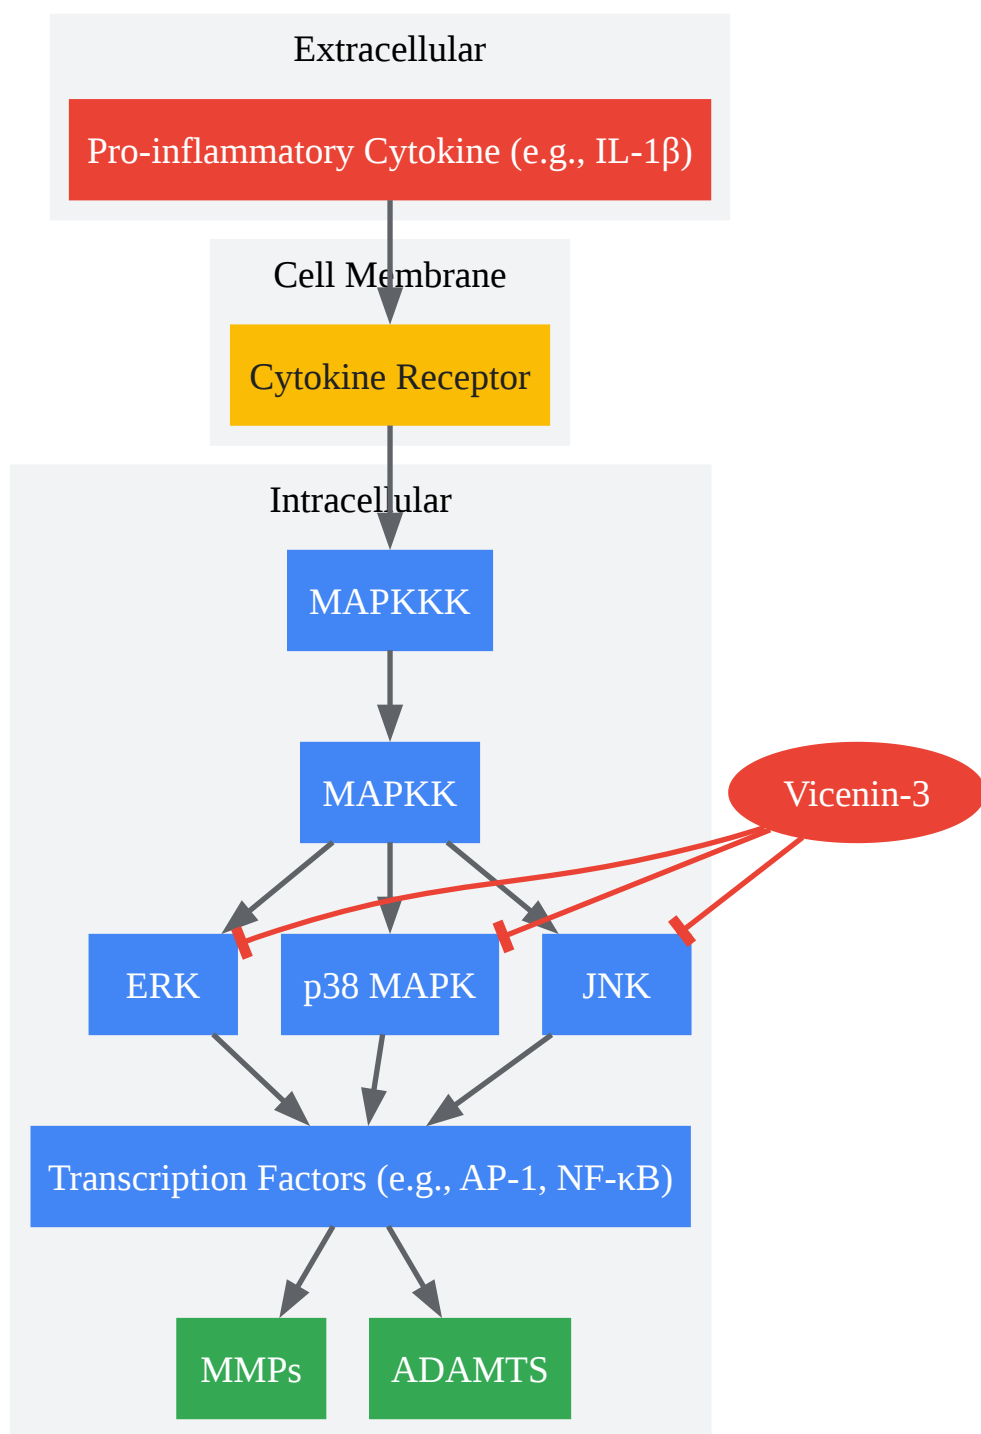 Extracellular
Pro-inflammatory Cytokine (e.g., IL-1β)
Cell Membrane
Cytokine Receptor
Intracellular
MAPKKK
MAPKK
Vicenin-3
ERK
p38 MAPK
JNK
Transcription Factors (e.g., AP-1, NF-κB)
MMPs
ADAMTS